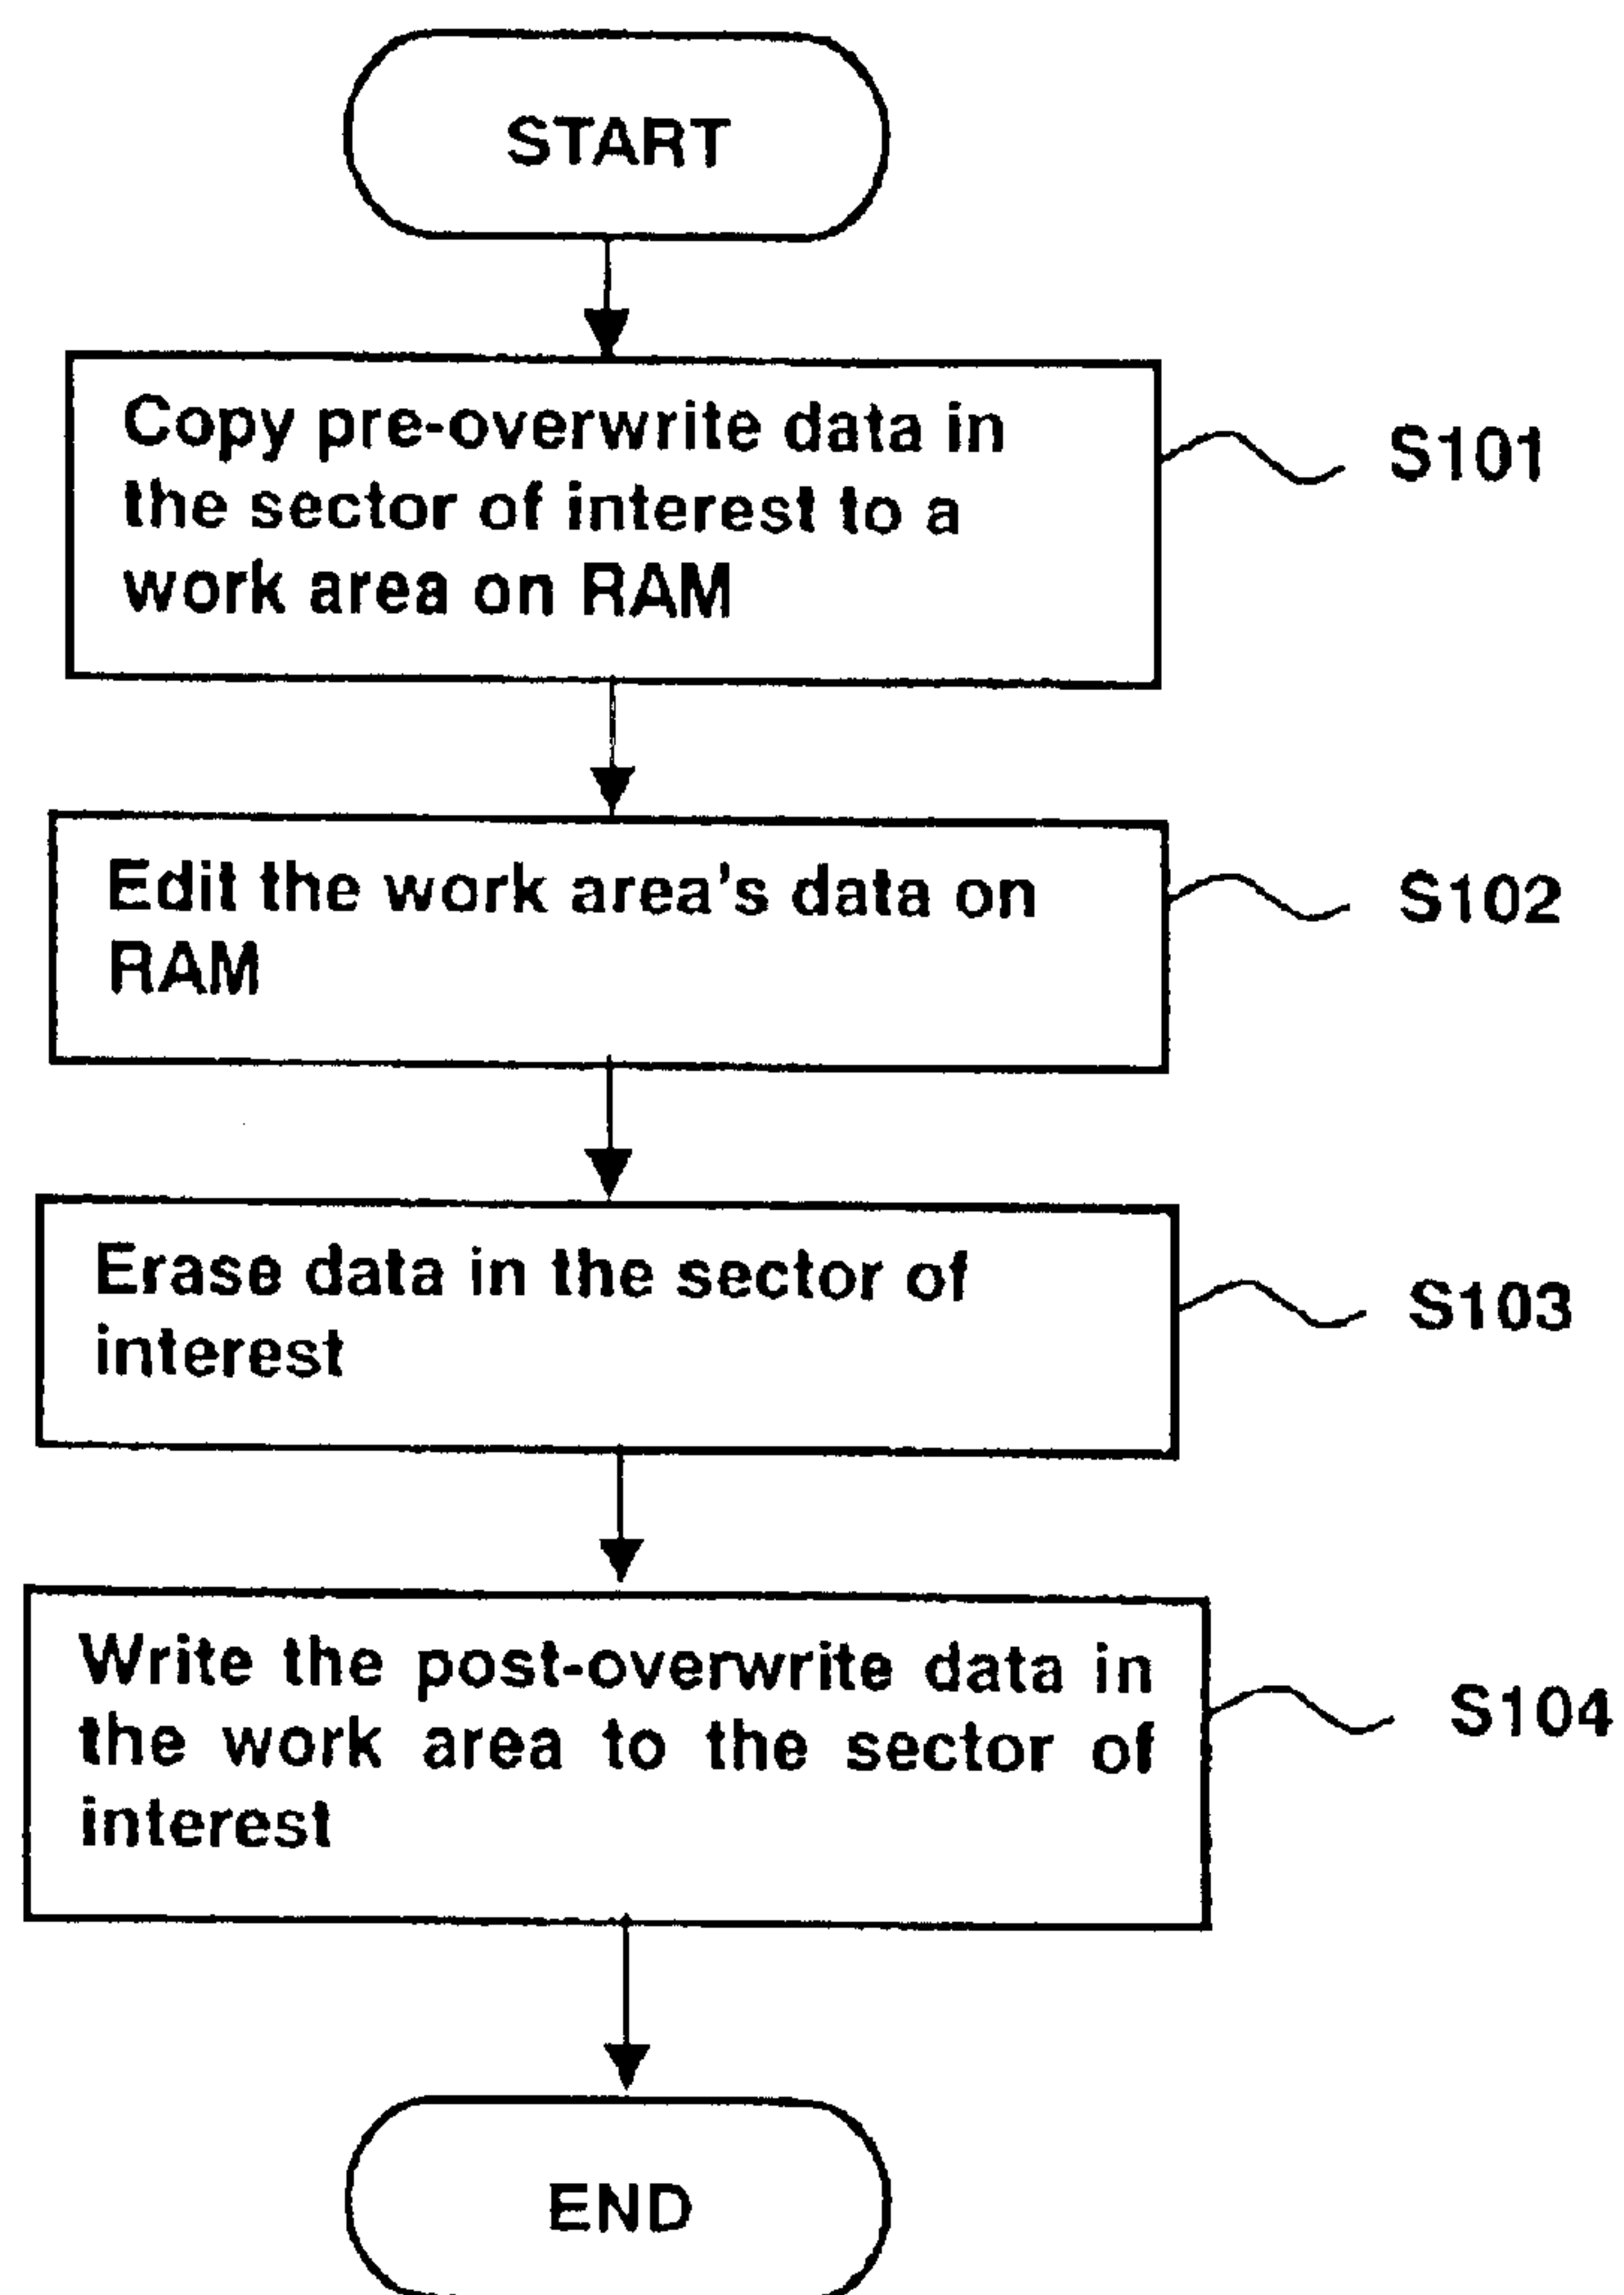 START
Copy pre-overwrite data in
the sector of interest to a
work area on RAM
S101
Edit the work area's data on
RAM
S102
Erase data in the sector of
interest
S103
Write the post-overwrite data in
the work area to the sector of
interest
S104
END